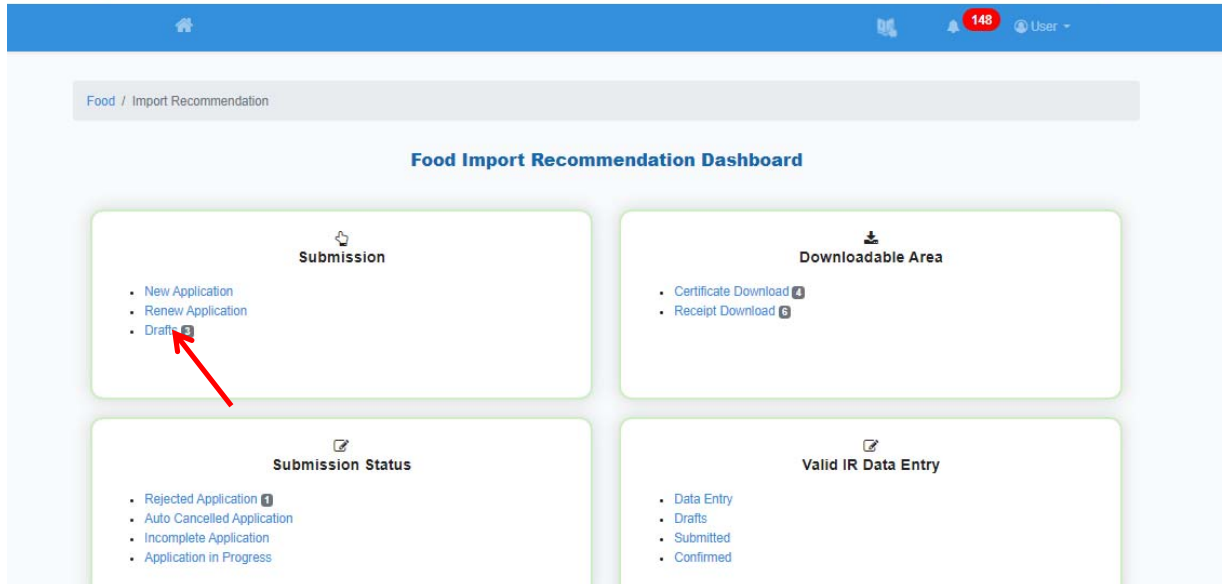 148 User
Food / Import Recommendation
Food Import Recommendation Dashboard
Submission
New Application
Renew Application
Drafts 3
Downloadable Area
Certificate Download 4
Receipt Download 6
Submission Status
Rejected Application 1
Auto Cancelled Application
Incomplete Application
Application in Progress
Valid IR Data Entry
Data Entry
Drafts
Submitted
Confirmed